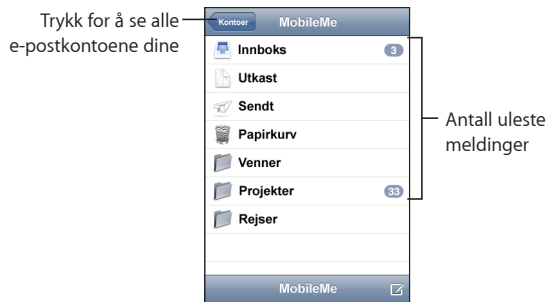 Trykk for å se alle
e-postkontoene dine
Kontoer
MobileMe
Innboks
3
Utkast
Sendt
Papirkurv
Venner
Projekter
33
Rejser
Antall uleste
meldinger
MobileMe